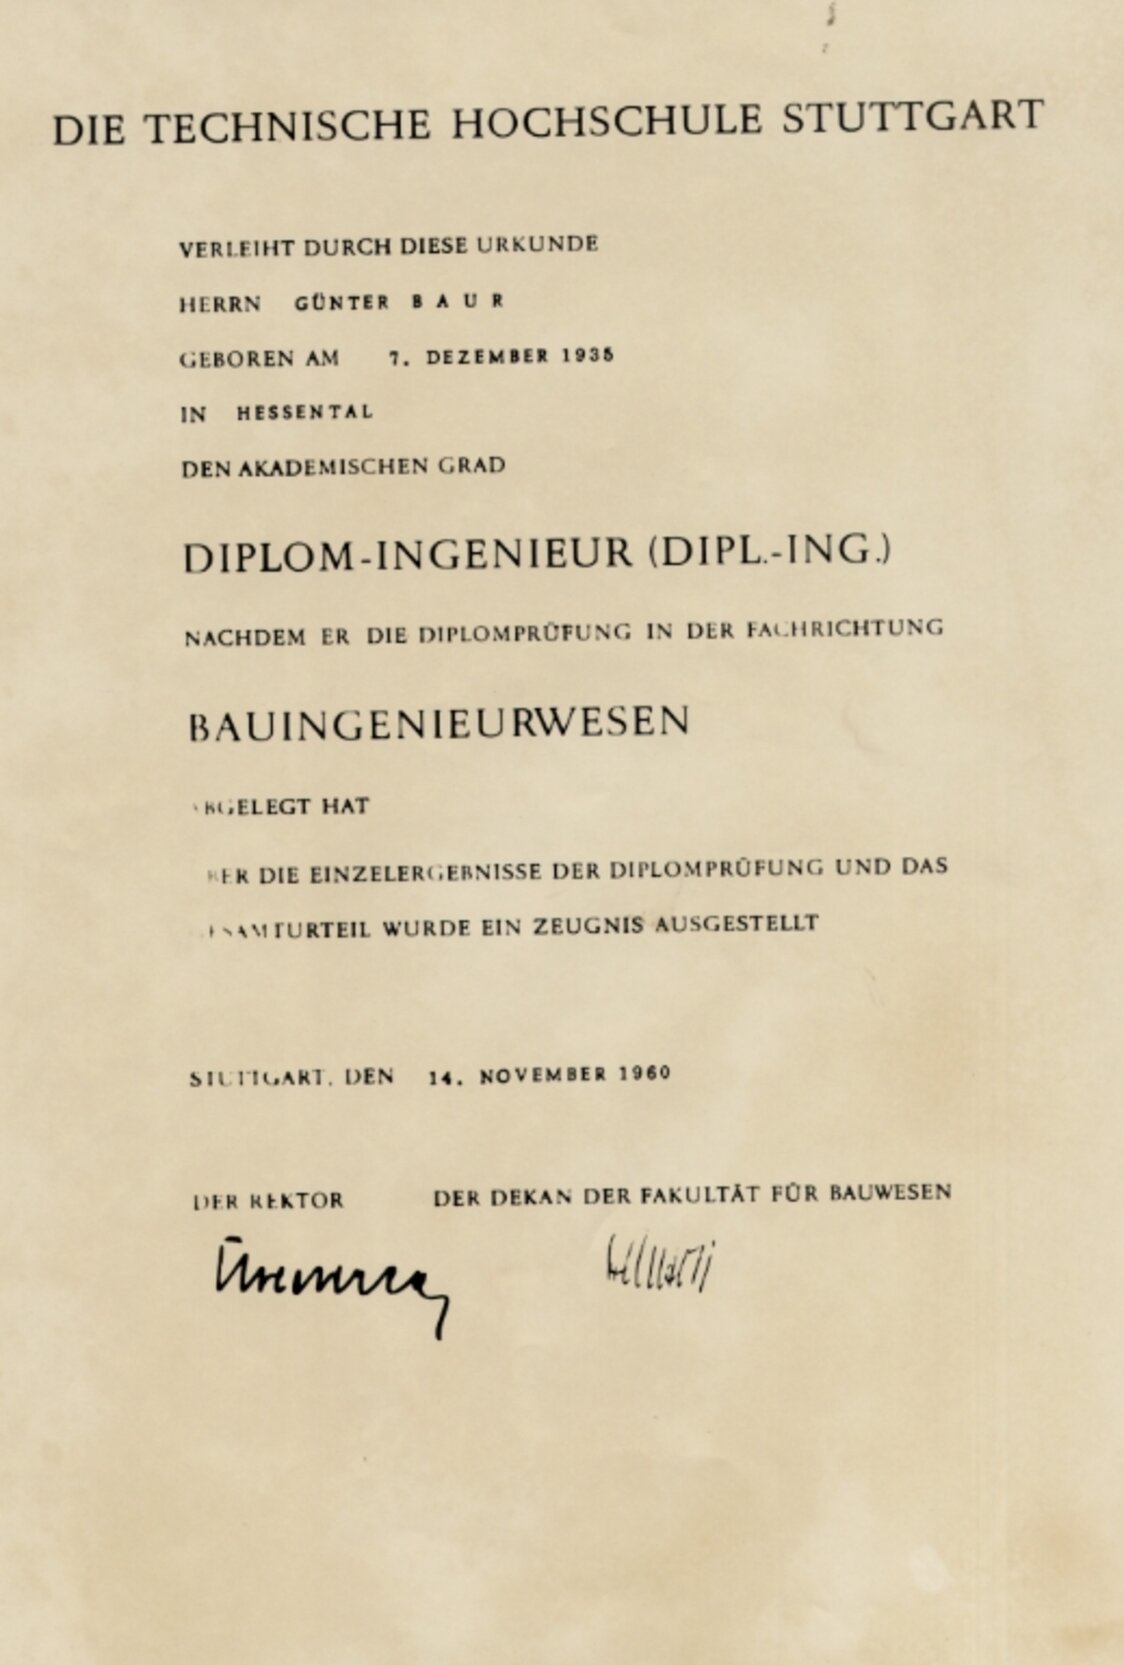 DIE TECHNISCHE HOCHSCHULE STUTTGART
VERLEIHT DURCH DIESE URKUNDE
HERRN GÜNTER BAUR
GEBOREN AM 7. DEZEMBER 1935
IN HESSENTAL
DEN AKADEMISCHEN GRAD
DIPLOM-INGENIEUR (DIPL.-ING.)
NACHDEM ER DIE DIPLOMPRÜFUNG IN DER FACHRICHTUNG
BAUINGENIEURWESEN
ABGELEGT HAT
BER DIE EINZELERGEBNISSE DER DIPLOMPRÜFUNG UND DAS
ESAMTURTEIL WURDE EIN ZEUGNIS AUSGESTELLT
STUTTGART, DEN 14. NOVEMBER 1960
DER REKTOR DER DEKAN DER FAKULTÄT FÜR BAUWESEN